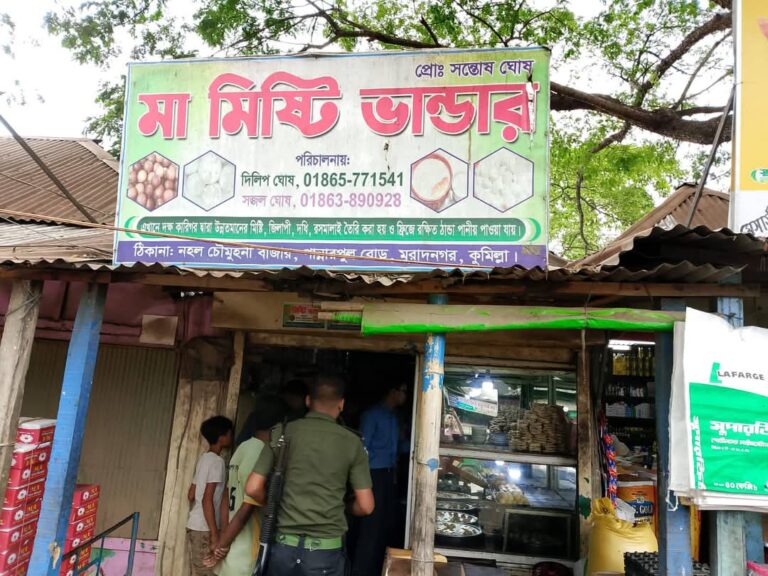 প্রোঃ সন্তোষ ঘোষ
মা মিষ্টি ভান্ডার
পরিচালনায়:
দিলিপ ঘোষ, 01865-771541
সজল ঘোষ, 01863-890928
এখানে দক্ষ কারিগর দ্বারা উন্নতমানের মিষ্টি, জিলাপী, দধি, রসমালাই তৈরী করা হয় ও ফ্রিজে রক্ষিত ঠান্ডা পানীয় পাওয়া যায়।
ঠিকানা: নহল চৌমুহনী বাজার, রোড, মুরাদনগর, কুমিল্লা।
LAFARGE
সুপার